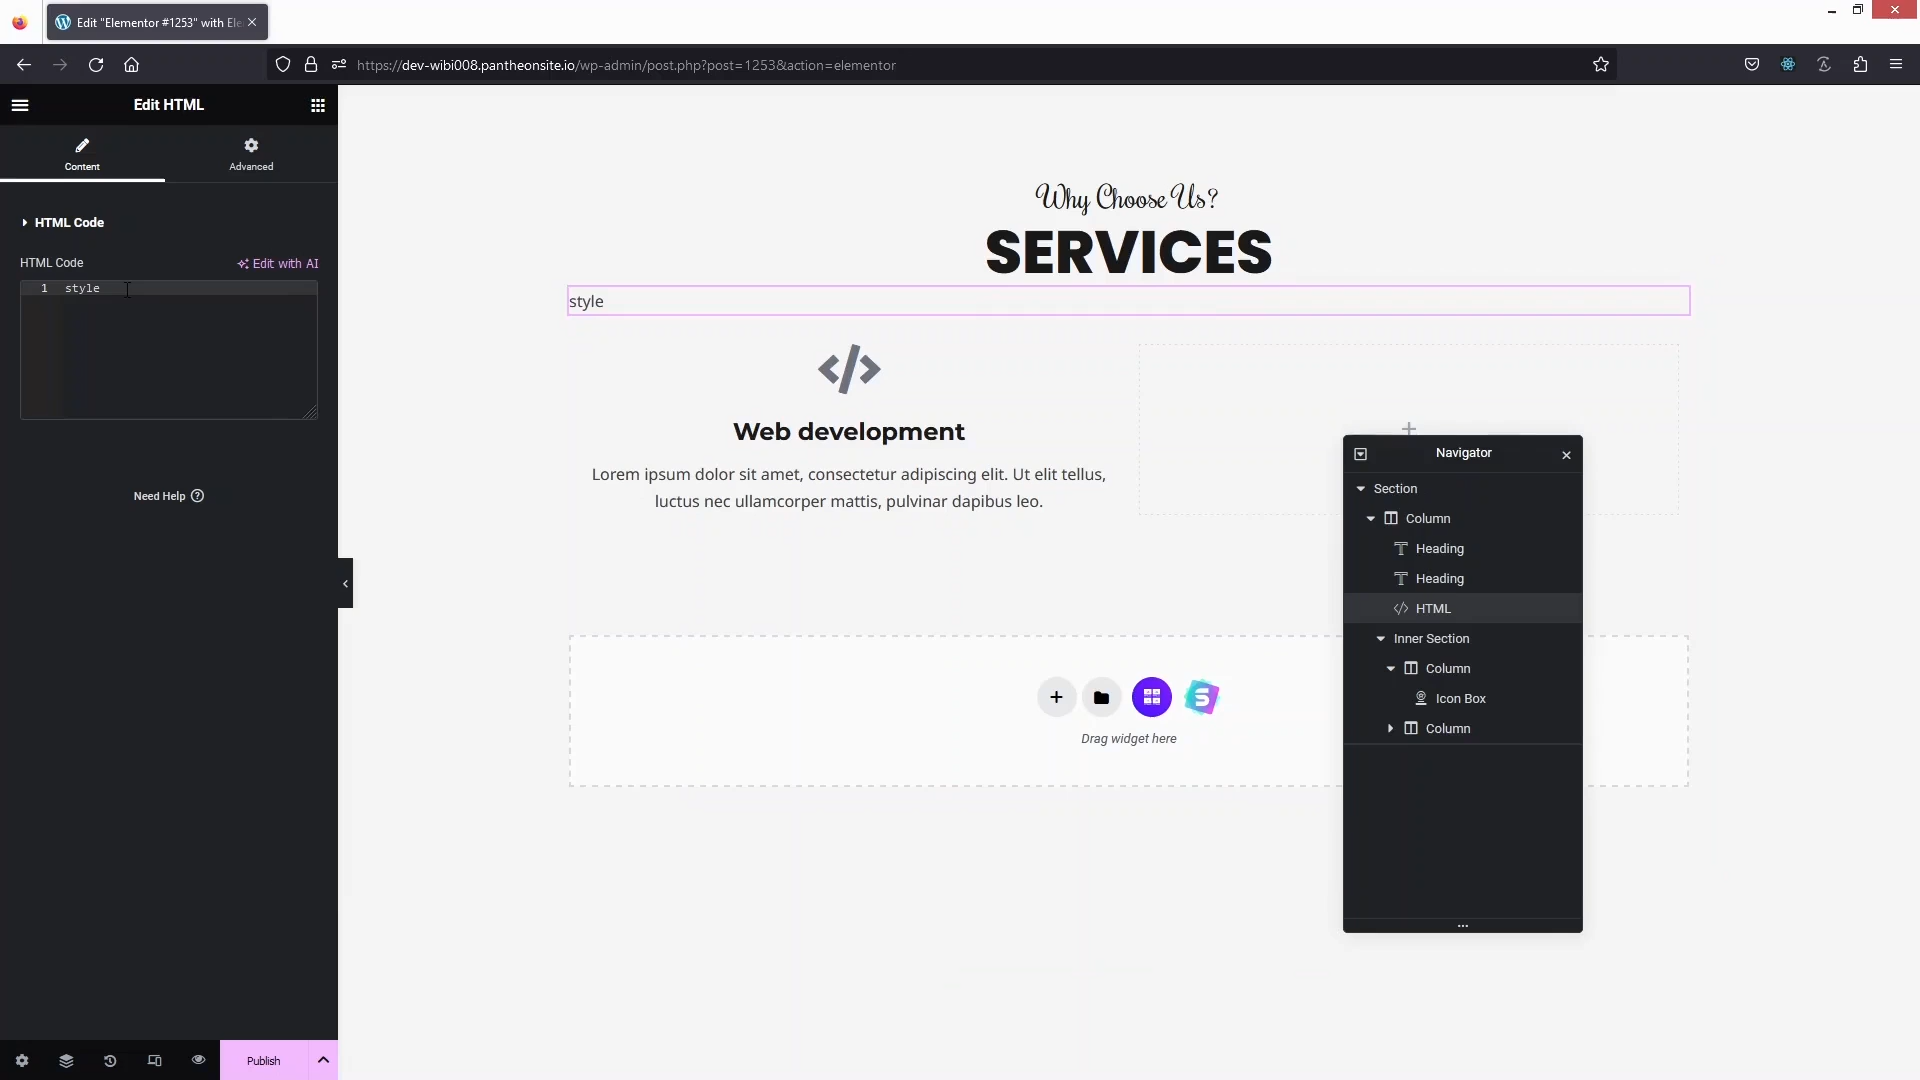 Edit "Elementor #1253" with Ele
https://dev-wibi008.pantheonsite.io/wp-admin/post.php?post=1253&action=elementor
Edit HTML
Content
Advanced
HTML Code
HTML Code
Edit with AI
1 style
Need Help
Publish
Why Choose Us?
SERVICES
style
Web development
Lorem ipsum dolor sit amet, consectetur adipiscing elit. Ut elit tellus,
luctus nec ullamcorper mattis, pulvinar dapibus leo.
Drag widget here
Navigator
Section
Column
Heading
Heading
HTML
Inner Section
Column
Icon Box
Column